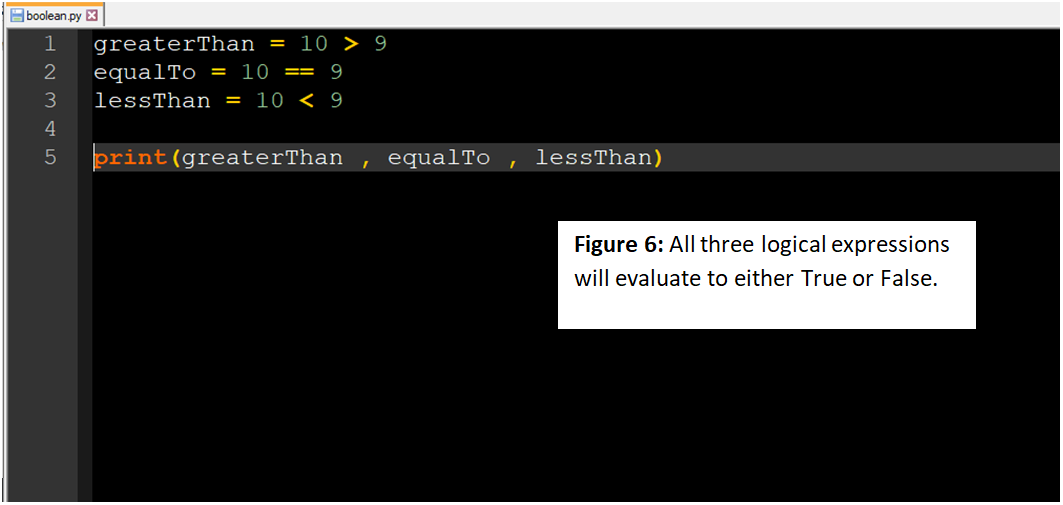 boolean.py
1 greaterThan = 10 > 9
2 equalTo = 10 == 9
3 lessThan = 10 < 9
4
5 print(greaterThan , equalTo , lessThan)
Figure 6: All three logical expressions
will evaluate to either True or False.